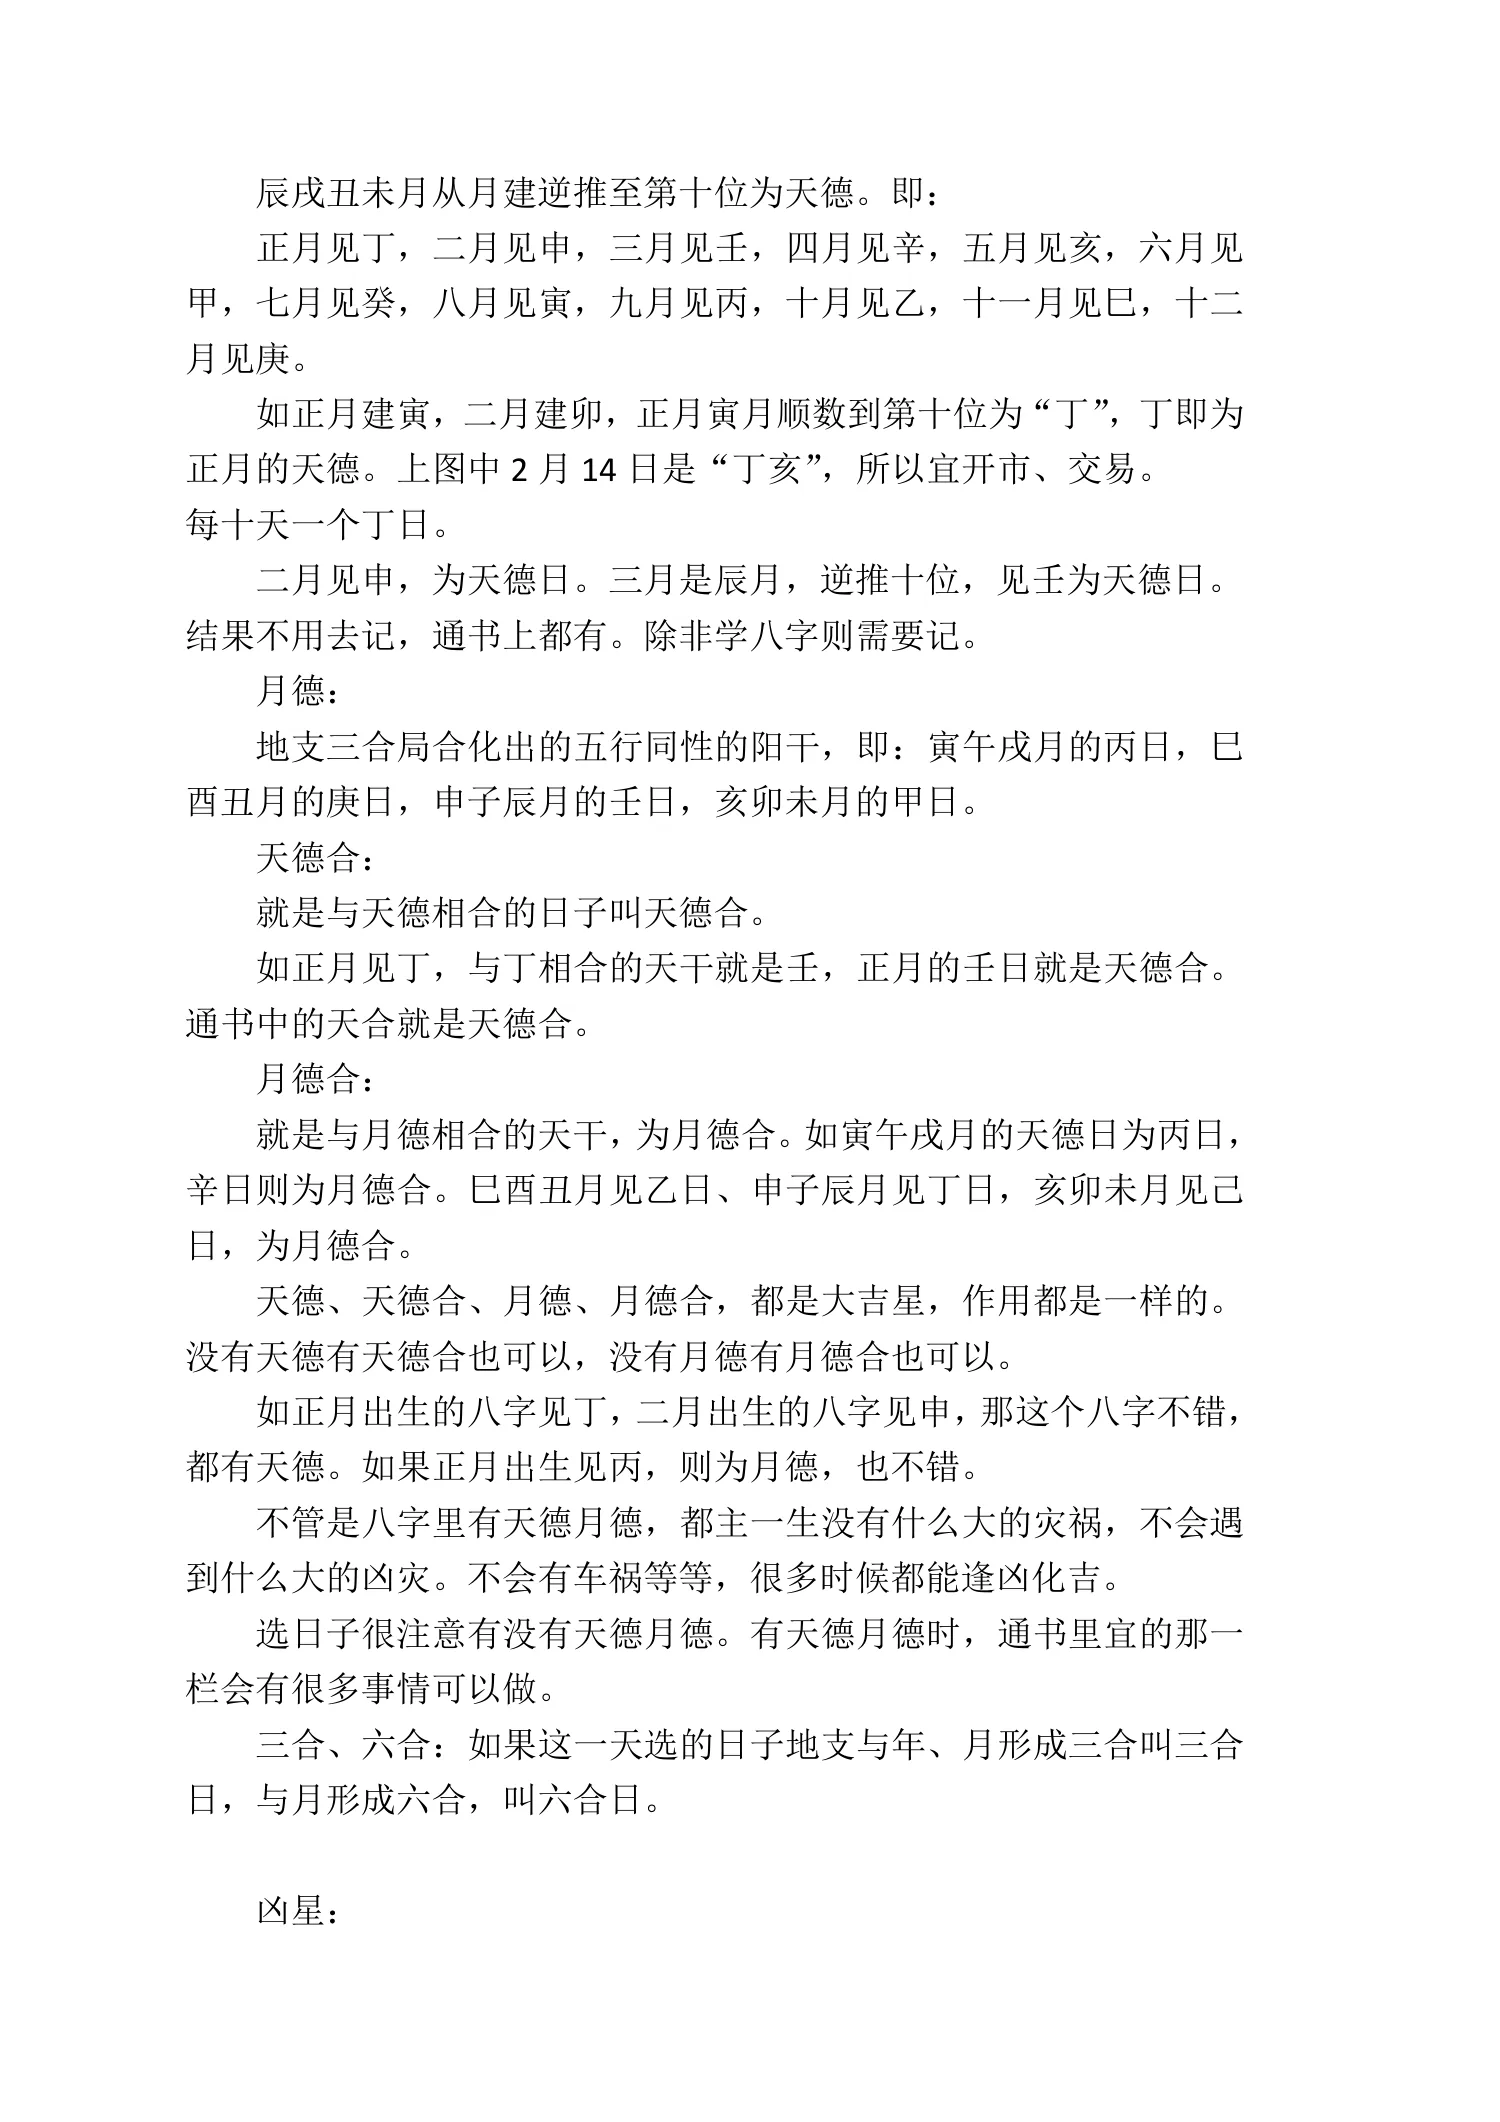 辰戌丑未月从月建逆推至第十位为天德。即：
正月见丁，二月见申，三月见壬，四月见辛，五月见亥，六月见
甲，七月见癸，八月见寅，九月见丙，十月见乙，十一月见巳，十二
月见庚。
如正月建寅，二月建卯，正月寅月顺数到第十位为“丁”，丁即为
正月的天德。上图中 2 月 14 日是“丁亥”，所以宜开市、交易。
每十天一个丁日。
二月见申，为天德日。三月是辰月，逆推十位，见壬为天德日。
结果不用去记，通书上都有。除非学八字则需要记。
月德：
地支三合局合化出的五行同性的阳干，即：寅午戌月的丙日，巳
酉丑月的庚日，申子辰月的壬日，亥卯未月的甲日。
天德合：
就是与天德相合的日子叫天德合。
如正月见丁，与丁相合的天干就是壬，正月的壬日就是天德合。
通书中的天合就是天德合。
月德合：
就是与月德相合的天干，为月德合。如寅午戌月的天德日为丙日，
辛日则为月德合。巳酉丑月见乙日、申子辰月见丁日，亥卯未月见己
日，为月德合。
天德、天德合、月德、月德合，都是大吉星，作用都是一样的。
没有天德有天德合也可以，没有月德有月德合也可以。
如正月出生的八字见丁，二月出生的八字见申，那这个八字不错，
都有天德。如果正月出生见丙，则为月德，也不错。
不管是八字里有天德月德，都主一生没有什么大的灾祸，不会遇
到什么大的凶灾。不会有车祸等等，很多时候都能逢凶化吉。
选日子很注意有没有天德月德。有天德月德时，通书里宜的那一
栏会有很多事情可以做。
三合、六合：如果这一天选的日子地支与年、月形成三合叫三合
日，与月形成六合，叫六合日。
凶星：